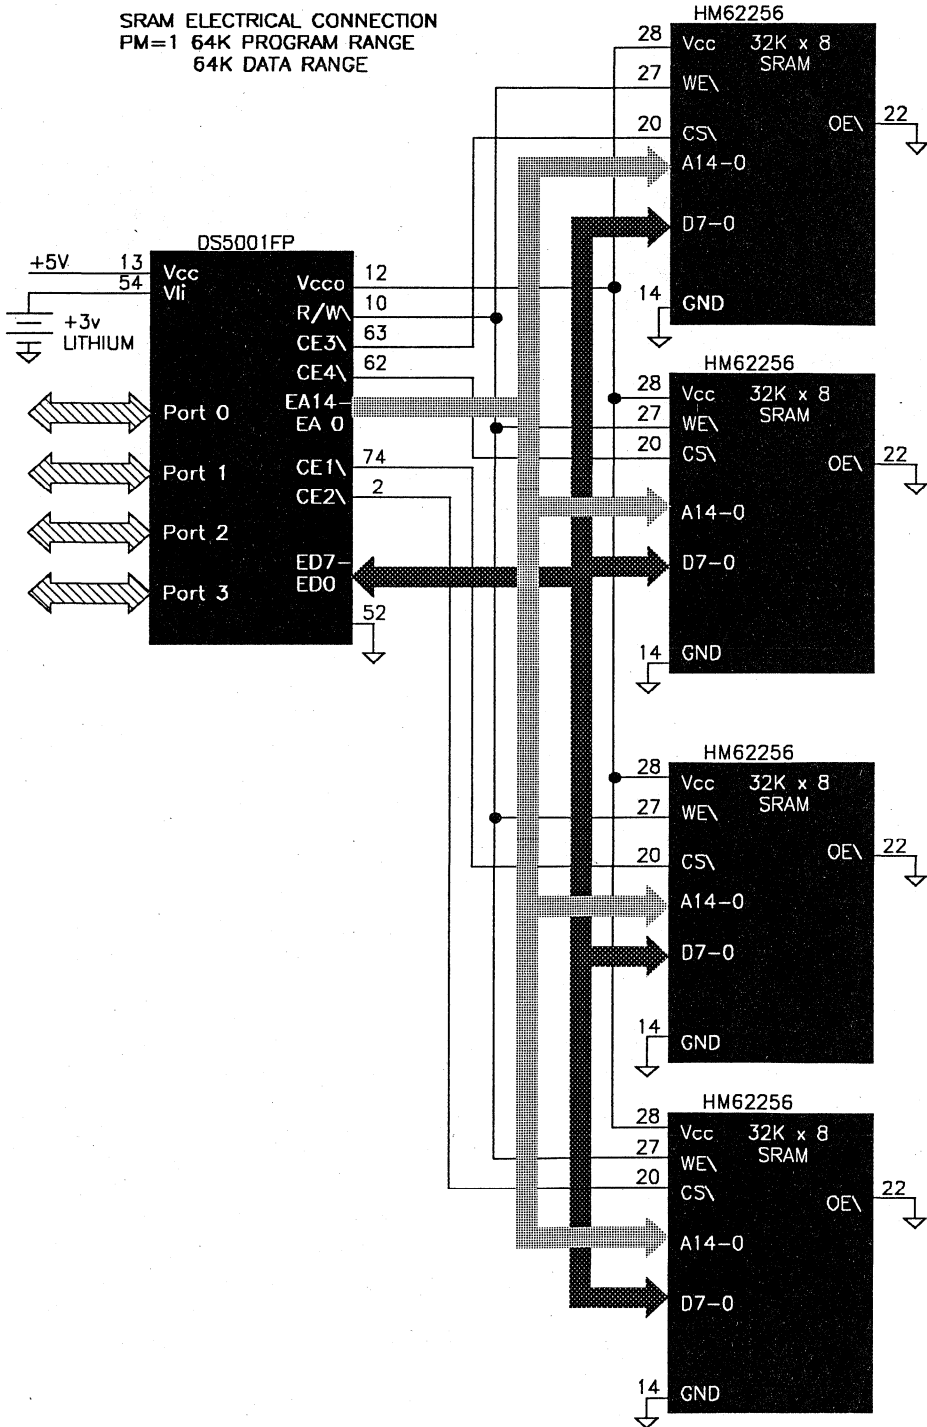 SRAM ELECTRICAL CONNECTION
PM=1 64K PROGRAM RANGE
64K DATA RANGE
DS5001FP
+5V
13
Vcc
54
Vli
+3v
LITHIUM
Port 0
Port 1
Port 2
Port 3
Vcco
12
R/W\
10
CE3\
63
CE4\
62
EA14-
EA 0
CE1\
74
CE2\
2
ED7-
ED0
52
HM62256
28
Vcc
32K x 8
SRAM
27
WE\
20
CS\
OE\
22
A14-0
D7-0
14
GND
HM62256
28
Vcc
27
WE\
20
CS\
OE\
22
A14-0
D7-0
14
GND
HM62256
28
Vcc
32K x 8
SRAM
27
WE\
20
CS\
OE\
22
A14-0
D7-0
14
GND
HM62256
28
Vcc
32K x 8
SRAM
27
WE\
20
CS\
OE\
22
A14-0
D7-0
14
GND